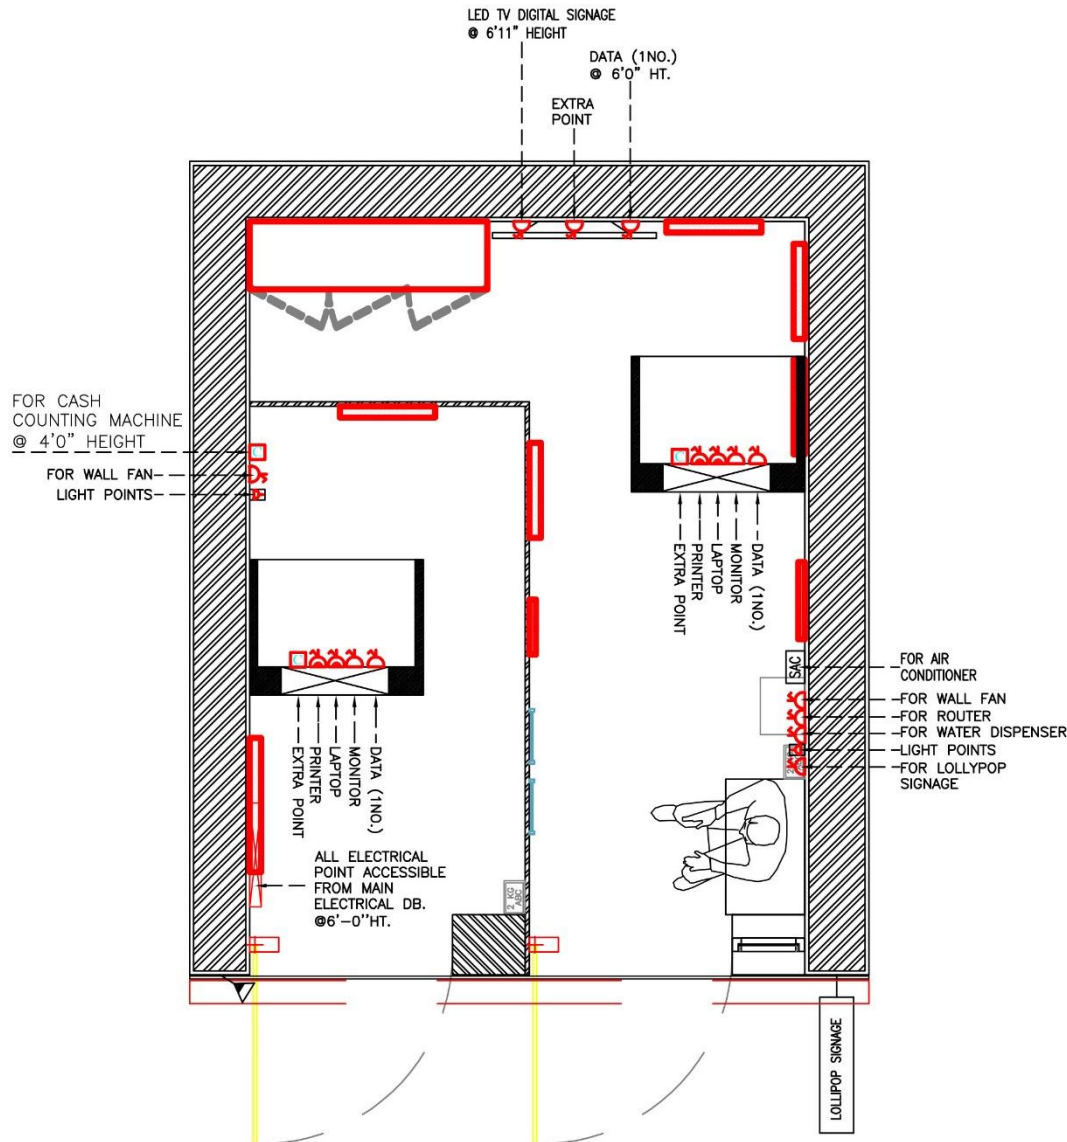 LED TV DIGITAL SIGNAGE
@ 6'11" HEIGHT
DATA (1NO.)
@ 6'0" HT.
EXTRA
POINT
FOR CASH
COUNTING MACHINE
@ 4'0" HEIGHT
FOR WALL FAN
LIGHT POINTS
EXTRA POINT
PRINTER
LAPTOP
MONITOR
DATA (1NO.)
SAC
FOR AIR
CONDITIONER
FOR WALL FAN
FOR ROUTER
FOR WATER DISPENSER
LIGHT POINTS
FOR LOLLYPOP
SIGNAGE
EXTRA POINT
PRINTER
LAPTOP
MONITOR
DATA (1NO.)
ALL ELECTRICAL
POINT ACCESSIBLE
FROM MAIN
ELECTRICAL DB.
@6'-0"HT.
2 KG
ABC
LOLLIPOP SIGNAGE